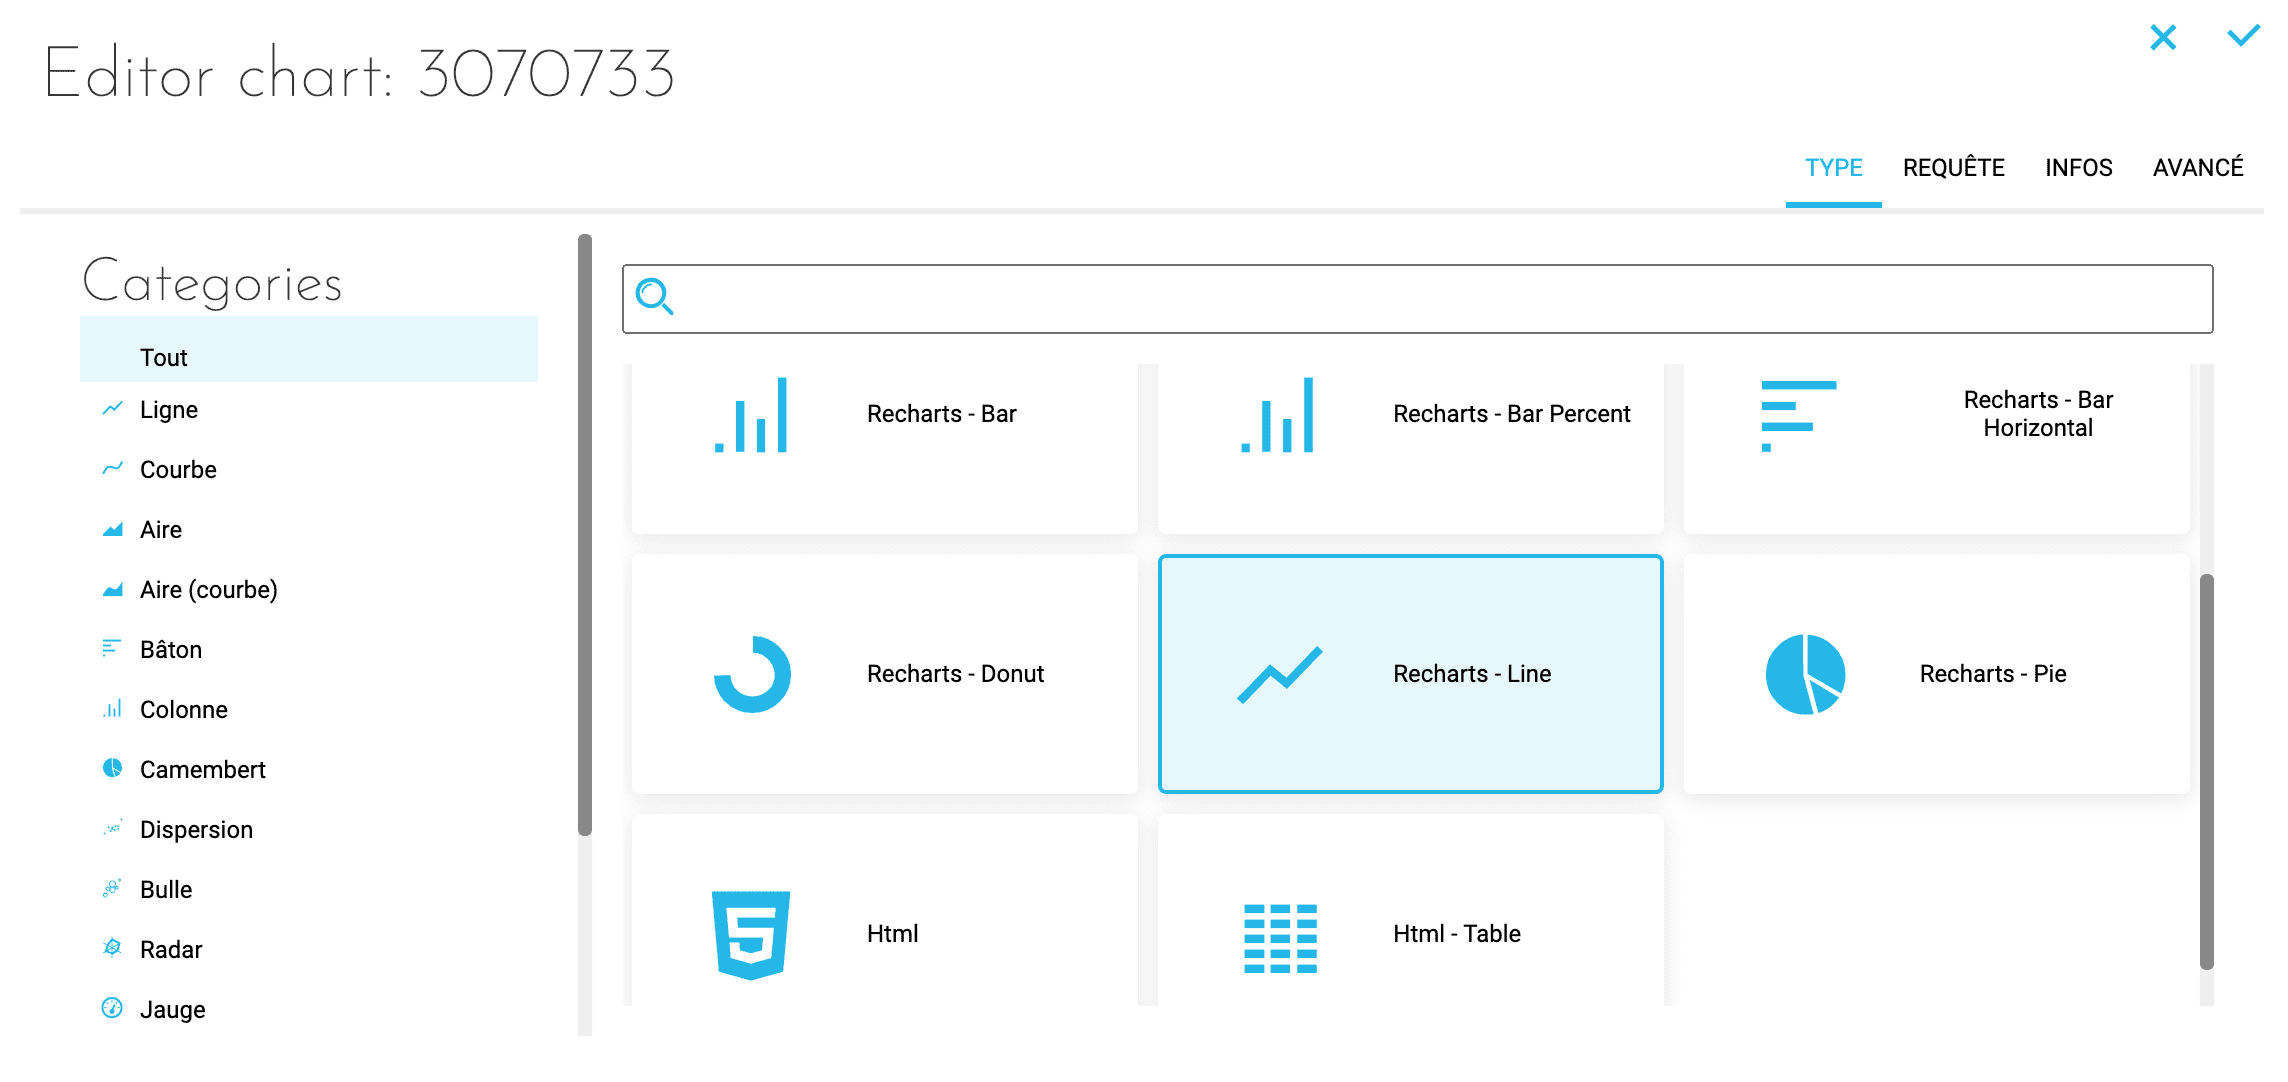 Editor chart: 3070733
TYPE
REQUÊTE
INFOS
AVANCÉ
Categories
Tout
Ligne
Courbe
Aire
Aire (courbe)
Bâton
Colonne
Camembert
Dispersion
Bulle
Radar
Jauge
Recharts - Bar
Recharts - Bar Percent
Recharts - Bar
Horizontal
Recharts - Donut
Recharts - Line
Recharts - Pie
Html
Html - Table